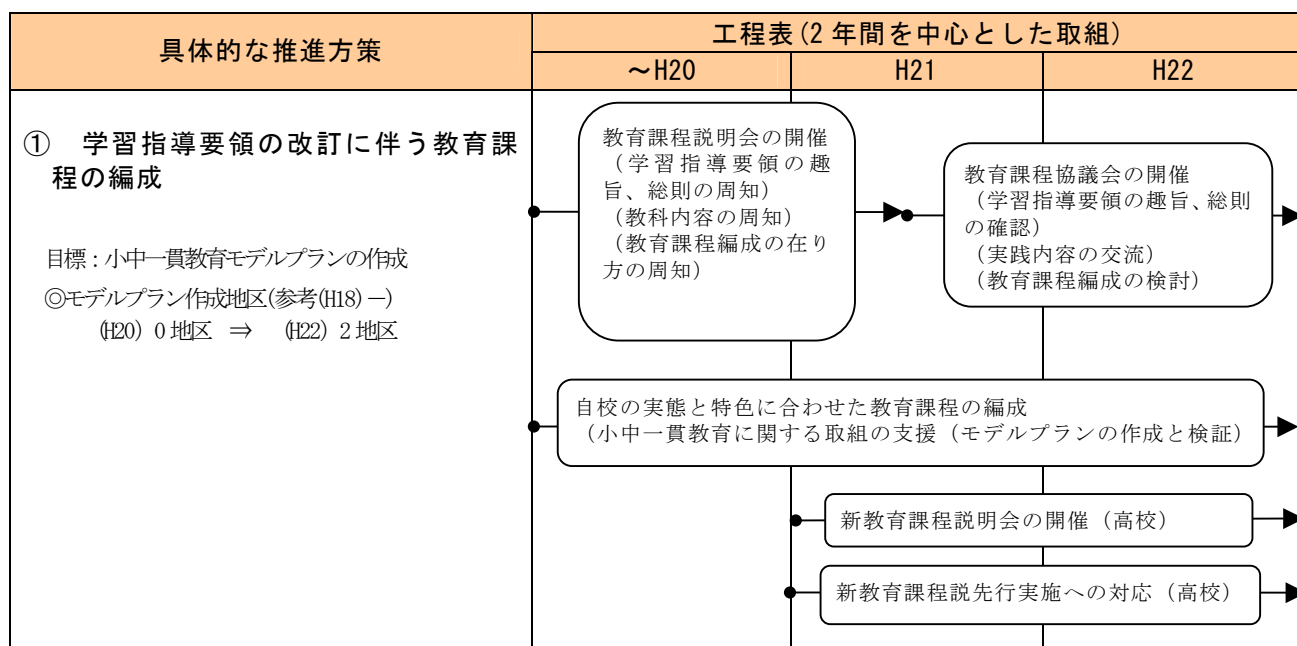 具体的な推進方策
工程表(2年間を中心とした取組)
～H20
H21
H22
① 学習指導要領の改訂に伴う教育課
程の編成
目標：小中一貫教育モデルプランの作成
◎モデルプラン作成地区(参考(H18)－)
(H20) 0地区 ⇒ (H22) 2地区
教育課程説明会の開催
（学習指導要領の趣
旨、総則の周知）
（教科内容の周知）
（教育課程編成の在り
方の周知）
教育課程協議会の開催
（学習指導要領の趣旨、総則
の確認）
（実践内容の交流）
（教育課程編成の検討）
自校の実態と特色に合わせた教育課程の編成
（小中一貫教育に関する取組の支援（モデルプランの作成と検証）
新教育課程説明会の開催（高校）
新教育課程説先行実施への対応（高校）